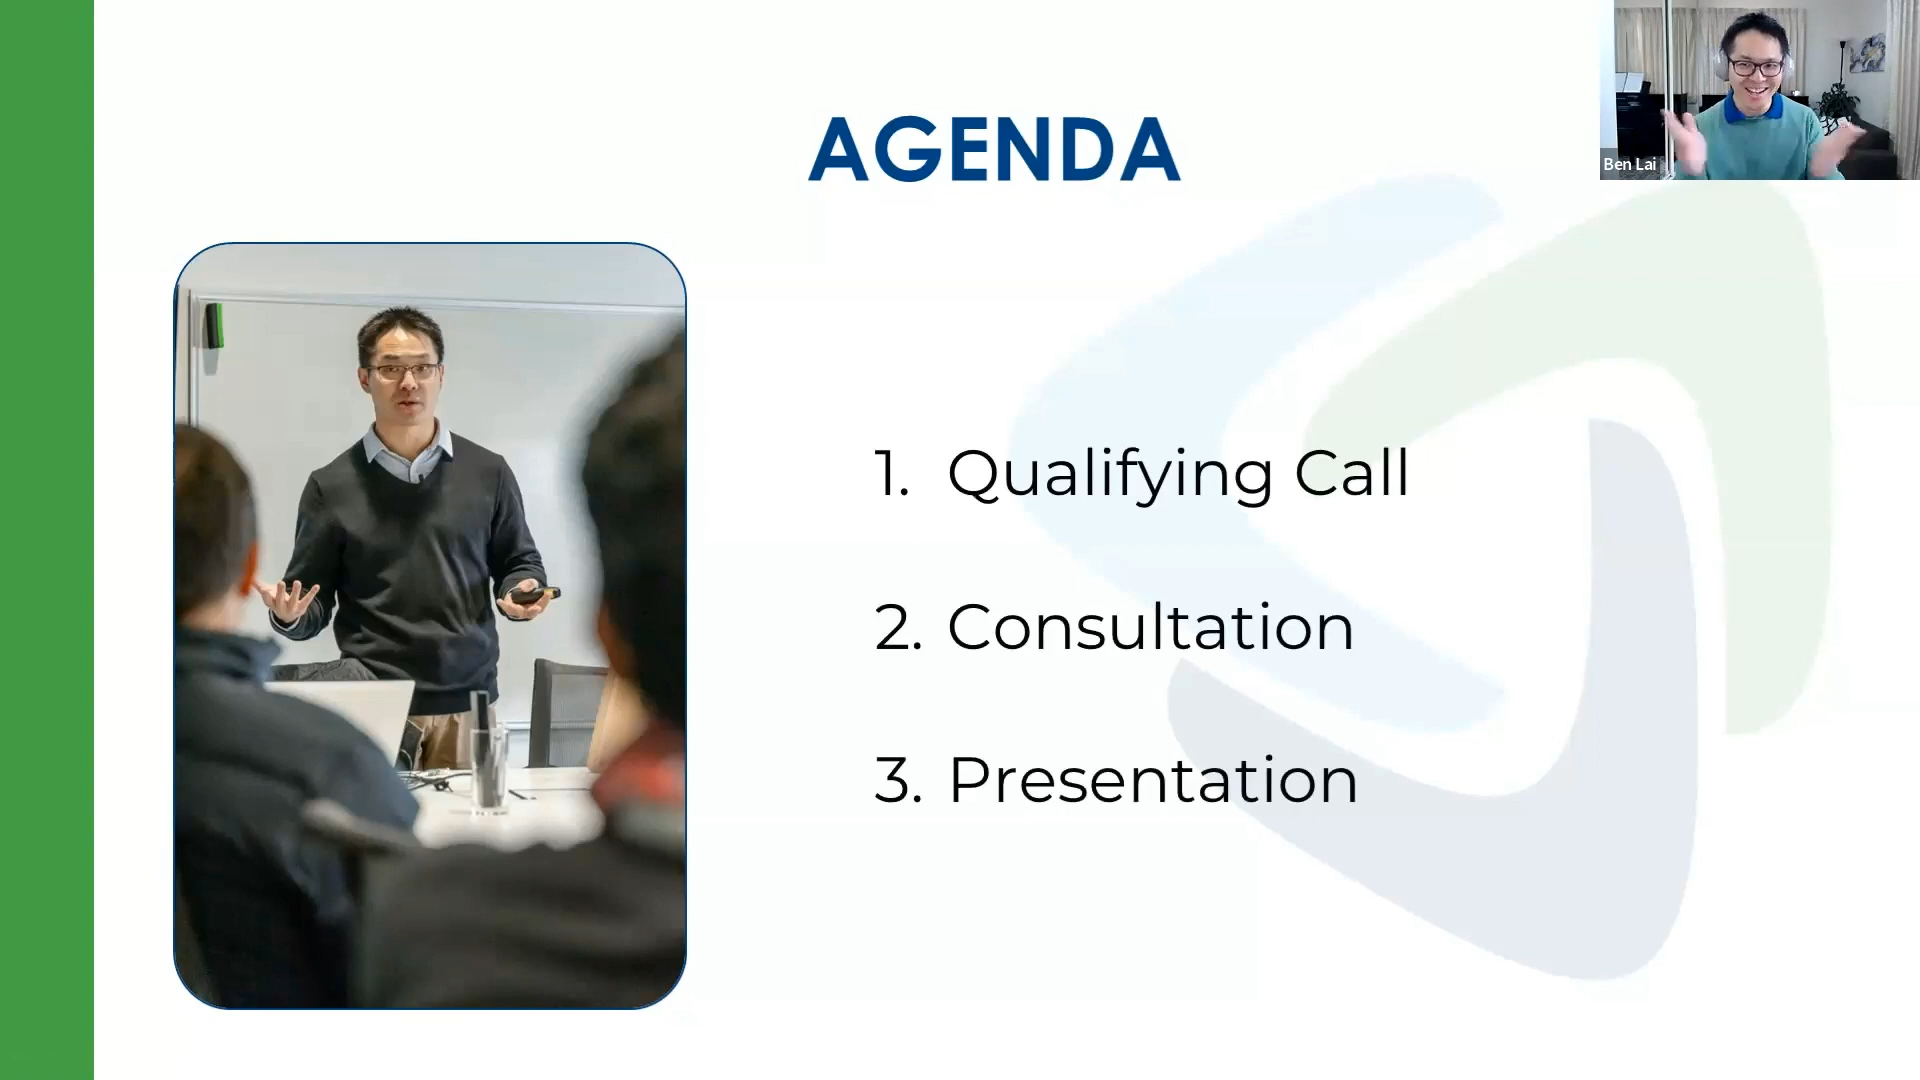 AGENDA
Ben Lai
1. Qualifying Call
2. Consultation
3. Presentation